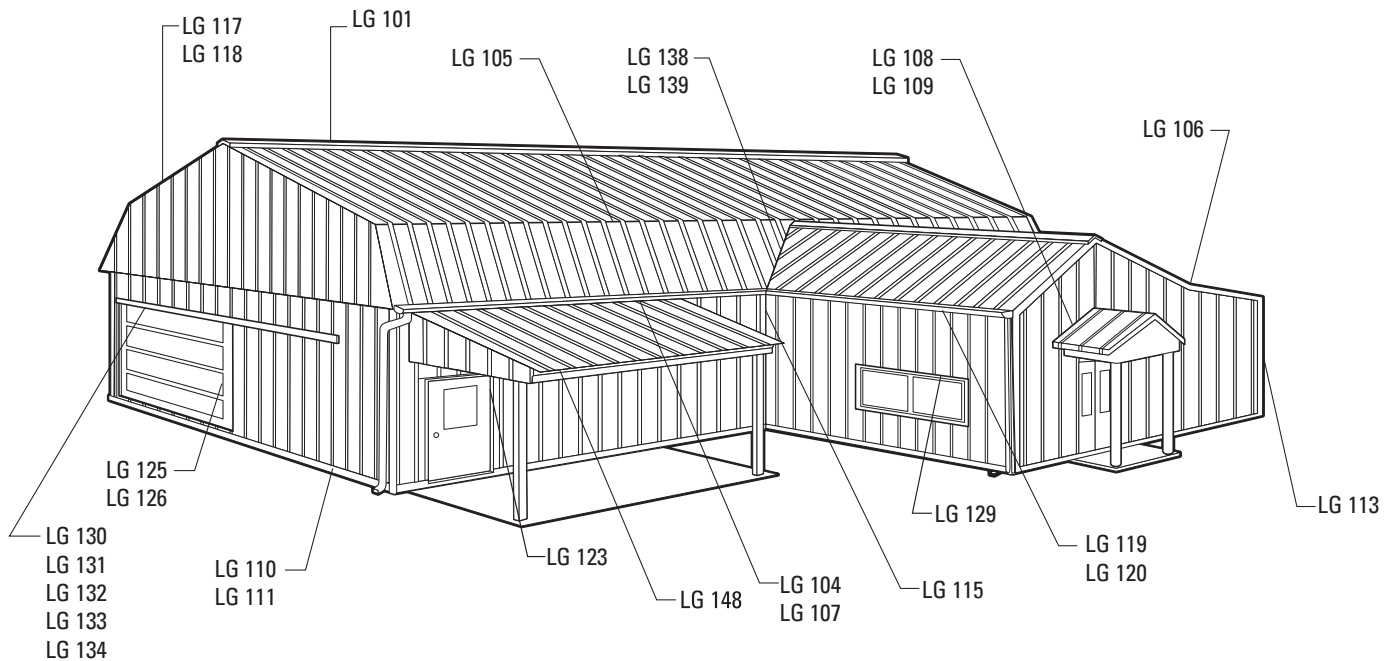 LG 117
LG 118
LG 101
LG 105
LG 138
LG 139
LG 108
LG 109
LG 106
LG 125
LG 126
LG 130
LG 131
LG 132
LG 133
LG 134
LG 110
LG 111
LG 123
LG 148
LG 104
LG 107
LG 115
LG 129
LG 119
LG 120
LG 113